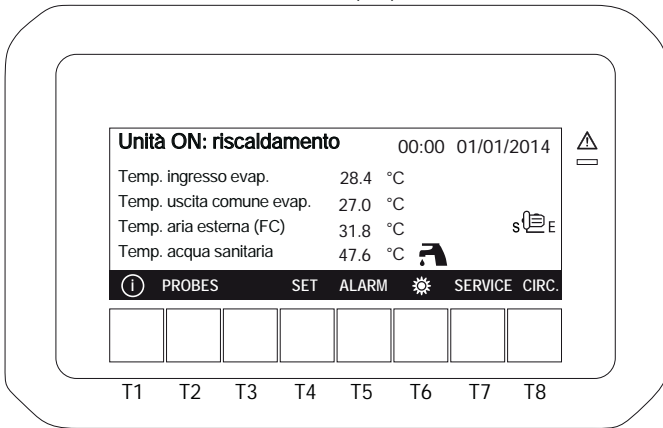 Unità ON: riscaldamento 00:00 01/01/2014
Temp. ingresso evap. 28.4 °C
Temp. uscita comune evap. 27.0 °C
Temp. aria esterna (FC) 31.8 °C
S E
Temp. acqua sanitaria 47.6 °C
i PROBES SET ALARM SERVICE CIRC.
T1 T2 T3 T4 T5 T6 T7 T8